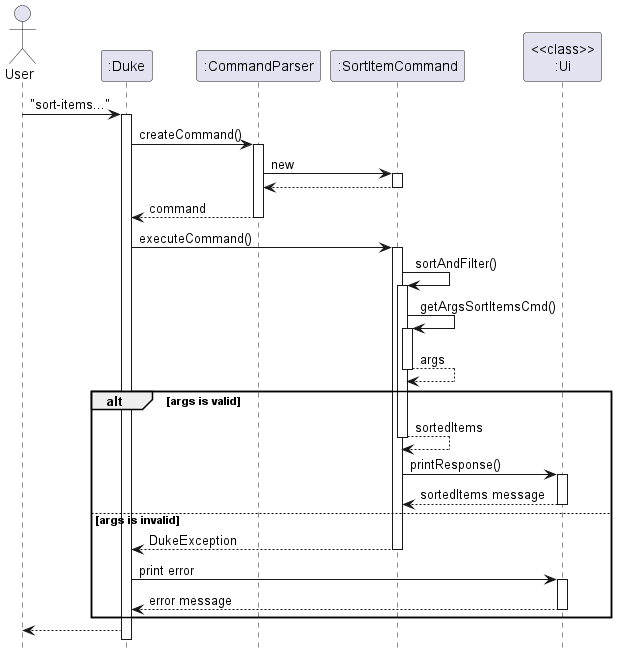 User
:Duke
:CommandParser
:SortItemCommand
<<class>>
:Ui
"sort-items..."
createCommand()
new
command
executeCommand()
sortAndFilter()
getArgsSortItemsCmd()
args
alt
[args is valid]
sortedItems
printResponse()
sortedItems message
[args is invalid]
DukeException
print error
error message